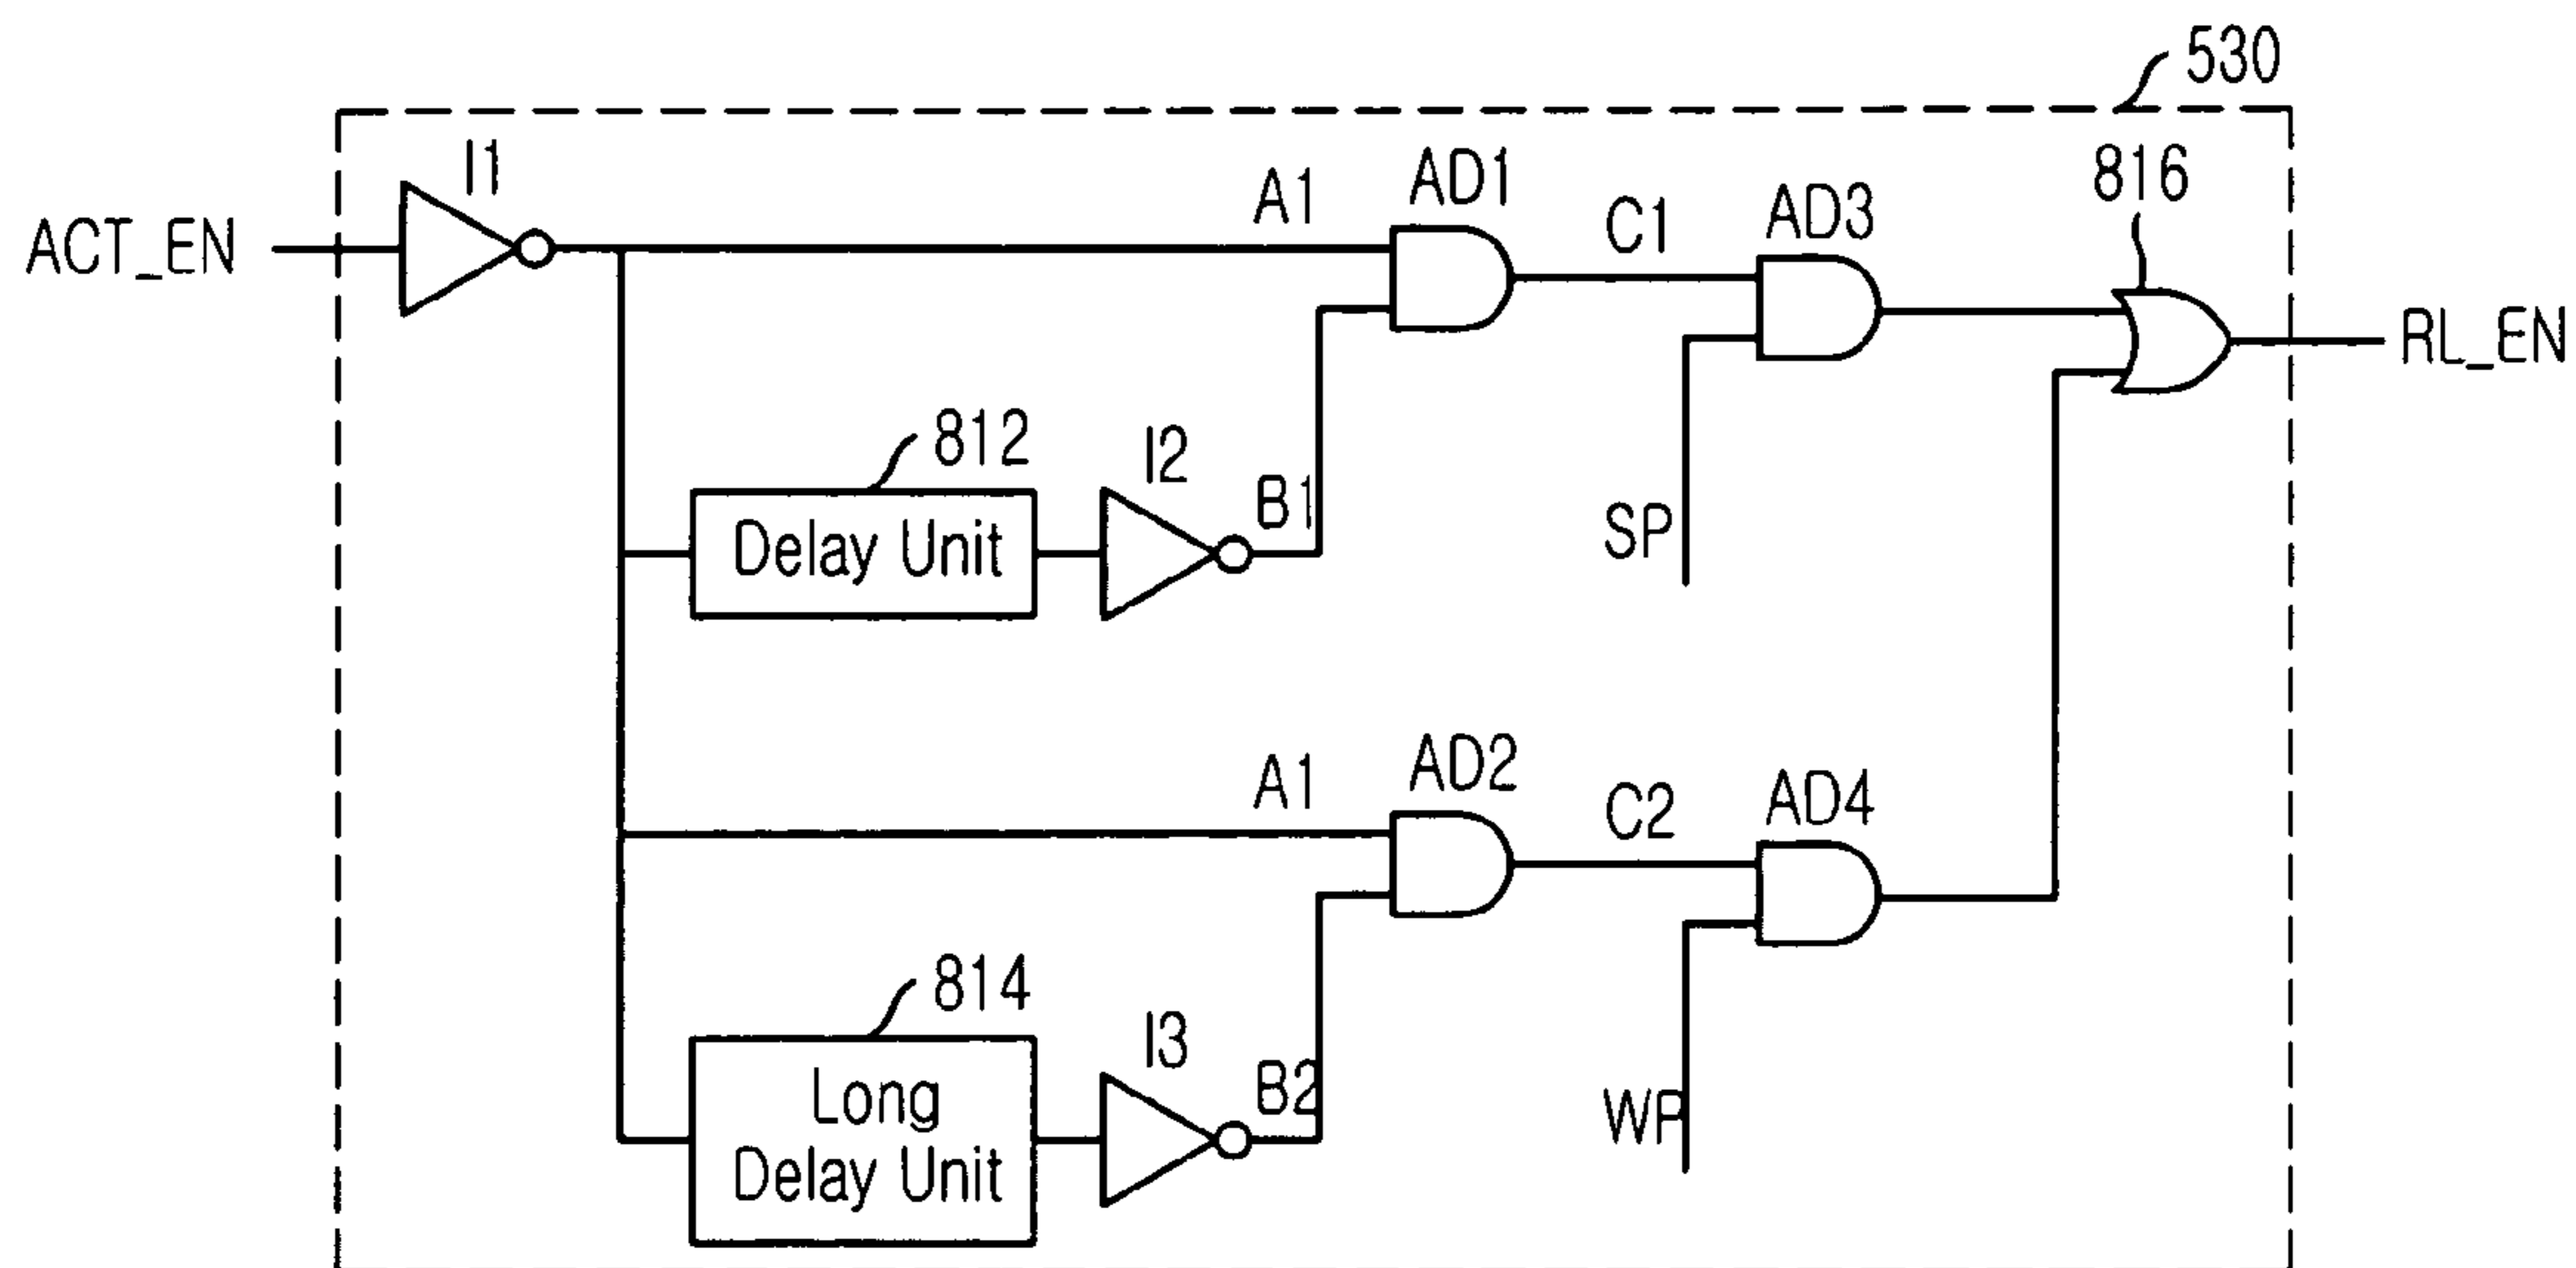 530
I1
ACT_EN
A1
AD1
C1
AD3
816
RL_EN
812
Delay Unit
I2
B1
SP
A1
AD2
C2
AD4
814
Long
Delay Unit
I3
B2
WP